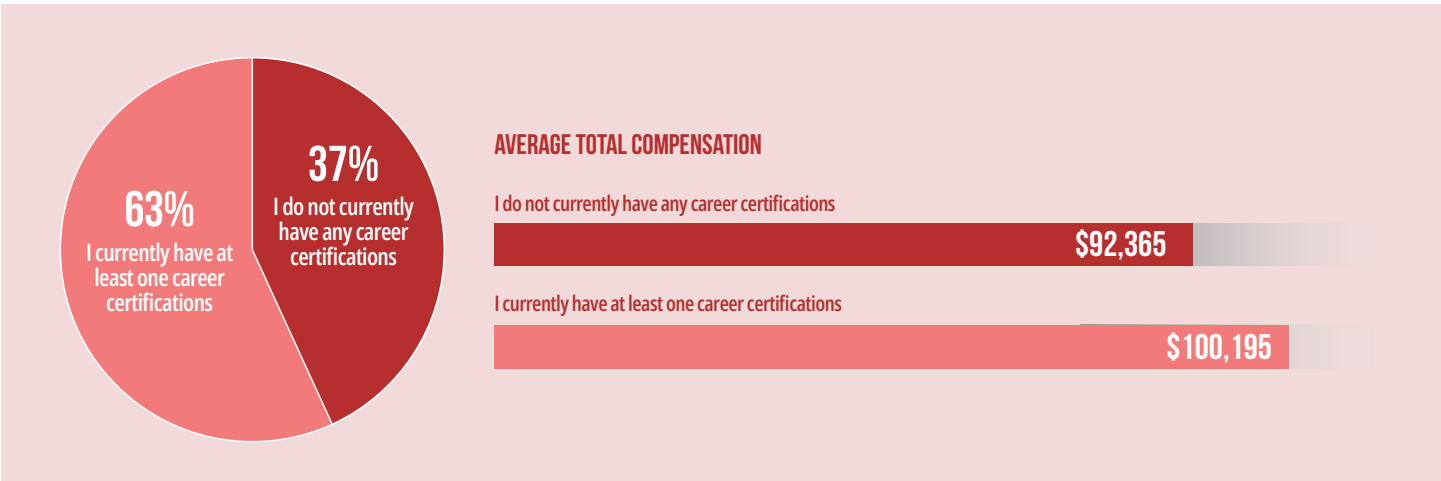 63%
I currently have at
least one career
certifications
37%
I do not currently
have any career
certifications
AVERAGE TOTAL COMPENSATION
I do not currently have any career certifications
$92,365
I currently have at least one career certifications
$100,195